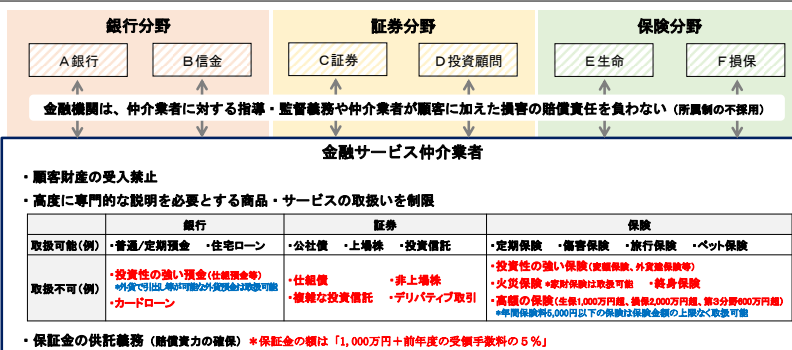 銀行分野 証券分野 保険分野
A銀行 B信金 C証券 D投資顧問 E生命 F損保
金融機関は、仲介業者に対する指導・監督義務や仲介業者が顧客に加えた損害の賠償責任を負わない（所属制の不採用）
金融サービス仲介業者
・顧客財産の受入禁止
・高度に専門的な説明を必要とする商品・サービスの取扱いを制限
銀行 証券 保険
取扱可能(例) ・普通/定期預金 ・住宅ローン ・公社債 ・上場株 ・投資信託 ・定期保険 ・傷害保険 ・旅行保険 ・ペット保険
取扱不可(例)
・投資性の強い預金(仕組預金等)
*外貨で引出し等が可能な外貨預金は取扱可能
・カードローン
・仕組債 ・非上場株
・複雑な投資信託 ・デリバティブ取引
・投資性の強い保険(変額保険、外貨建保険等)
・火災保険 *家財保険は取扱可能 ・終身保険
・高額の保険(生保1,000万円超、損保2,000万円超、第3分野600万円超)
*年間保険料5,000円以下の保険は保険金額の上限なく取扱可能
・保証金の供託義務（賠償資力の確保）*保証金の額は「1,000万円＋前年度の受領手数料の５％」